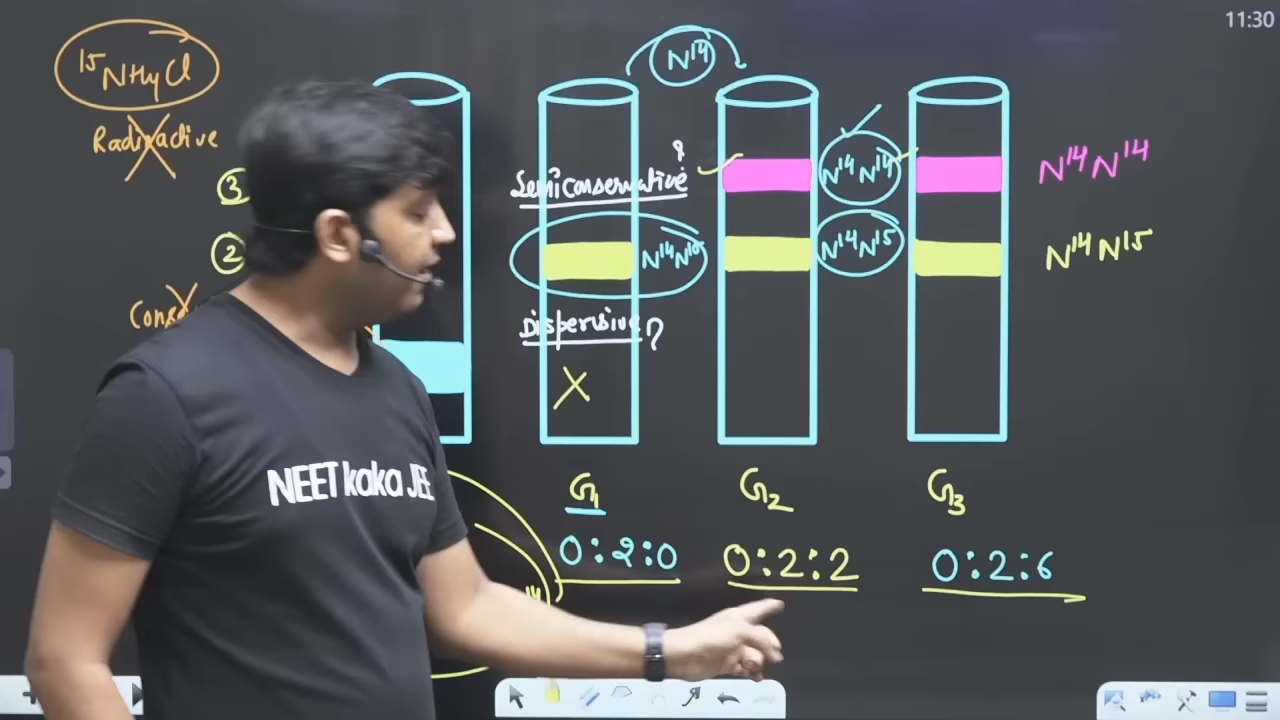 11:30
N¹⁴
¹⁵NH4Cl
Radioactive
③
Semiconservative ?
N¹⁴N¹⁴
N¹⁴N¹⁴
②
N¹⁴N¹⁵
N¹⁴N¹⁵
N¹⁴N¹⁵
Dispersive ?
X
NEET kaka JEE
G₁
G₂
G₃
0:2:0
0:2:2
0:2:6
14